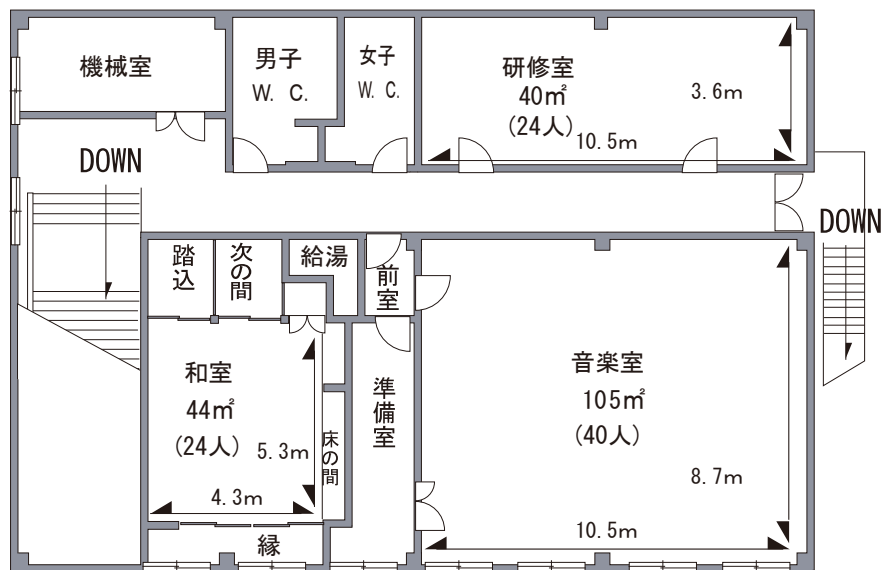 機械室
男子
W. C.
女子
W. C.
研修室
40㎡
(24人)
3.6m
10.5m
DOWN
DOWN
踏込
次の間
給湯
前室
和室
44㎡
(24人)
5.3m
4.3m
床の間
準備室
音楽室
105㎡
(40人)
8.7m
10.5m
縁